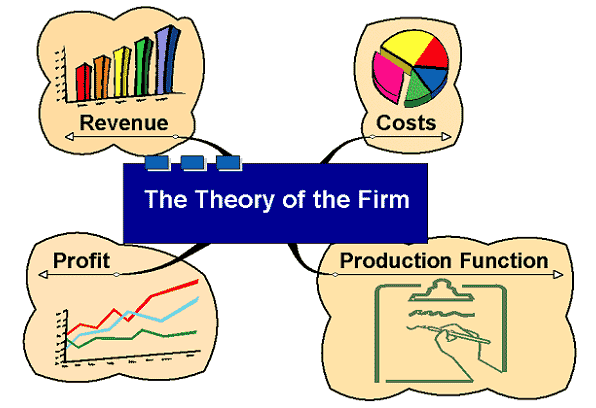 Revenue
Costs
The Theory of the Firm
Profit
Production Function